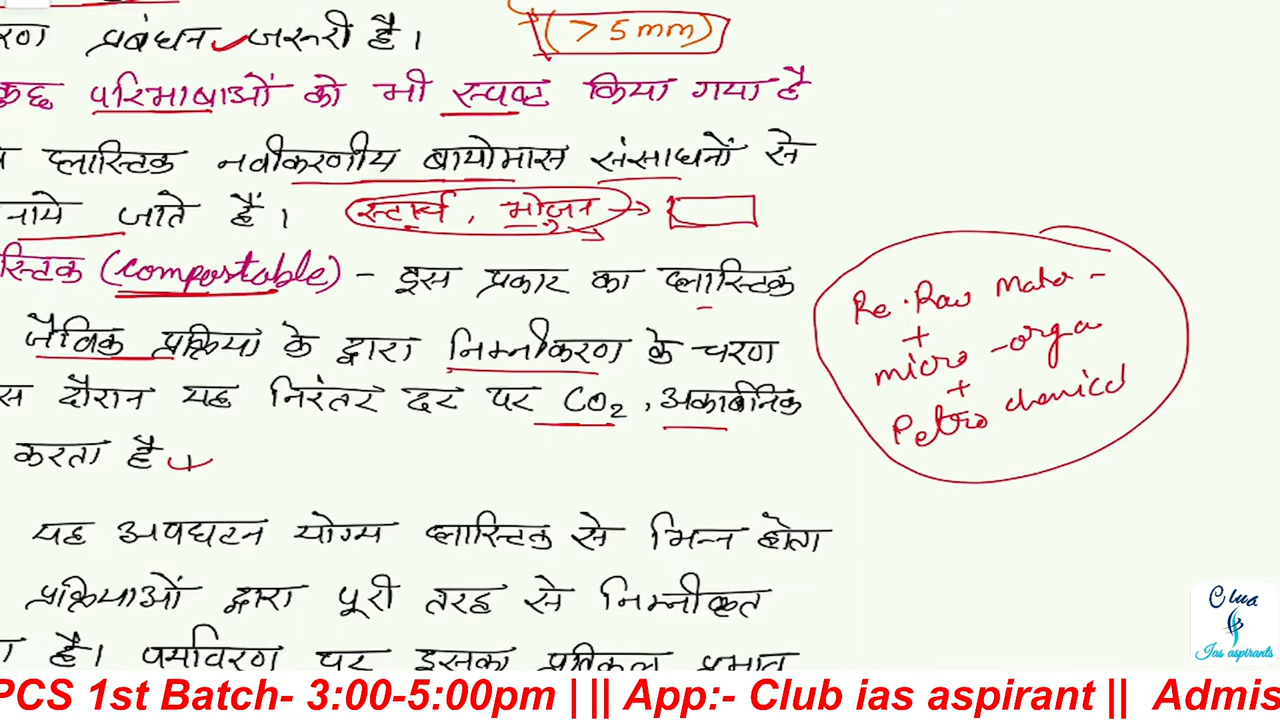 (> 5mm)
रण प्रबंधन जरूरी है।
कुछ परिभाषाओं को भी स्पष्ट किया गया है
प्लास्टिक नवीकरणीय बायोमास संसाधनों से
नाये जाते हैं।
स्टार्च, भोजन →
स्टिक (compostable) - इस प्रकार का प्लास्टिक
जैविक प्रक्रिया के द्वारा निम्नीकरण के चरण
स दौरान यह निरंतर दर पर CO₂, अकार्बनिक
करता है
Re. Raw Mater -
+
micro -orga
+
Petro chemical
यह अपघटन योग्य प्लास्टिक से भिन्न होता
प्रक्रियाओं द्वारा पूरी तरह से निम्नीकृत
है। पर्यावरण पर इसका प्रतिकूल प्रभाव
Club
Ias aspirants
PCS 1st Batch- 3:00-5:00pm | || App:- Club ias aspirant || Admis